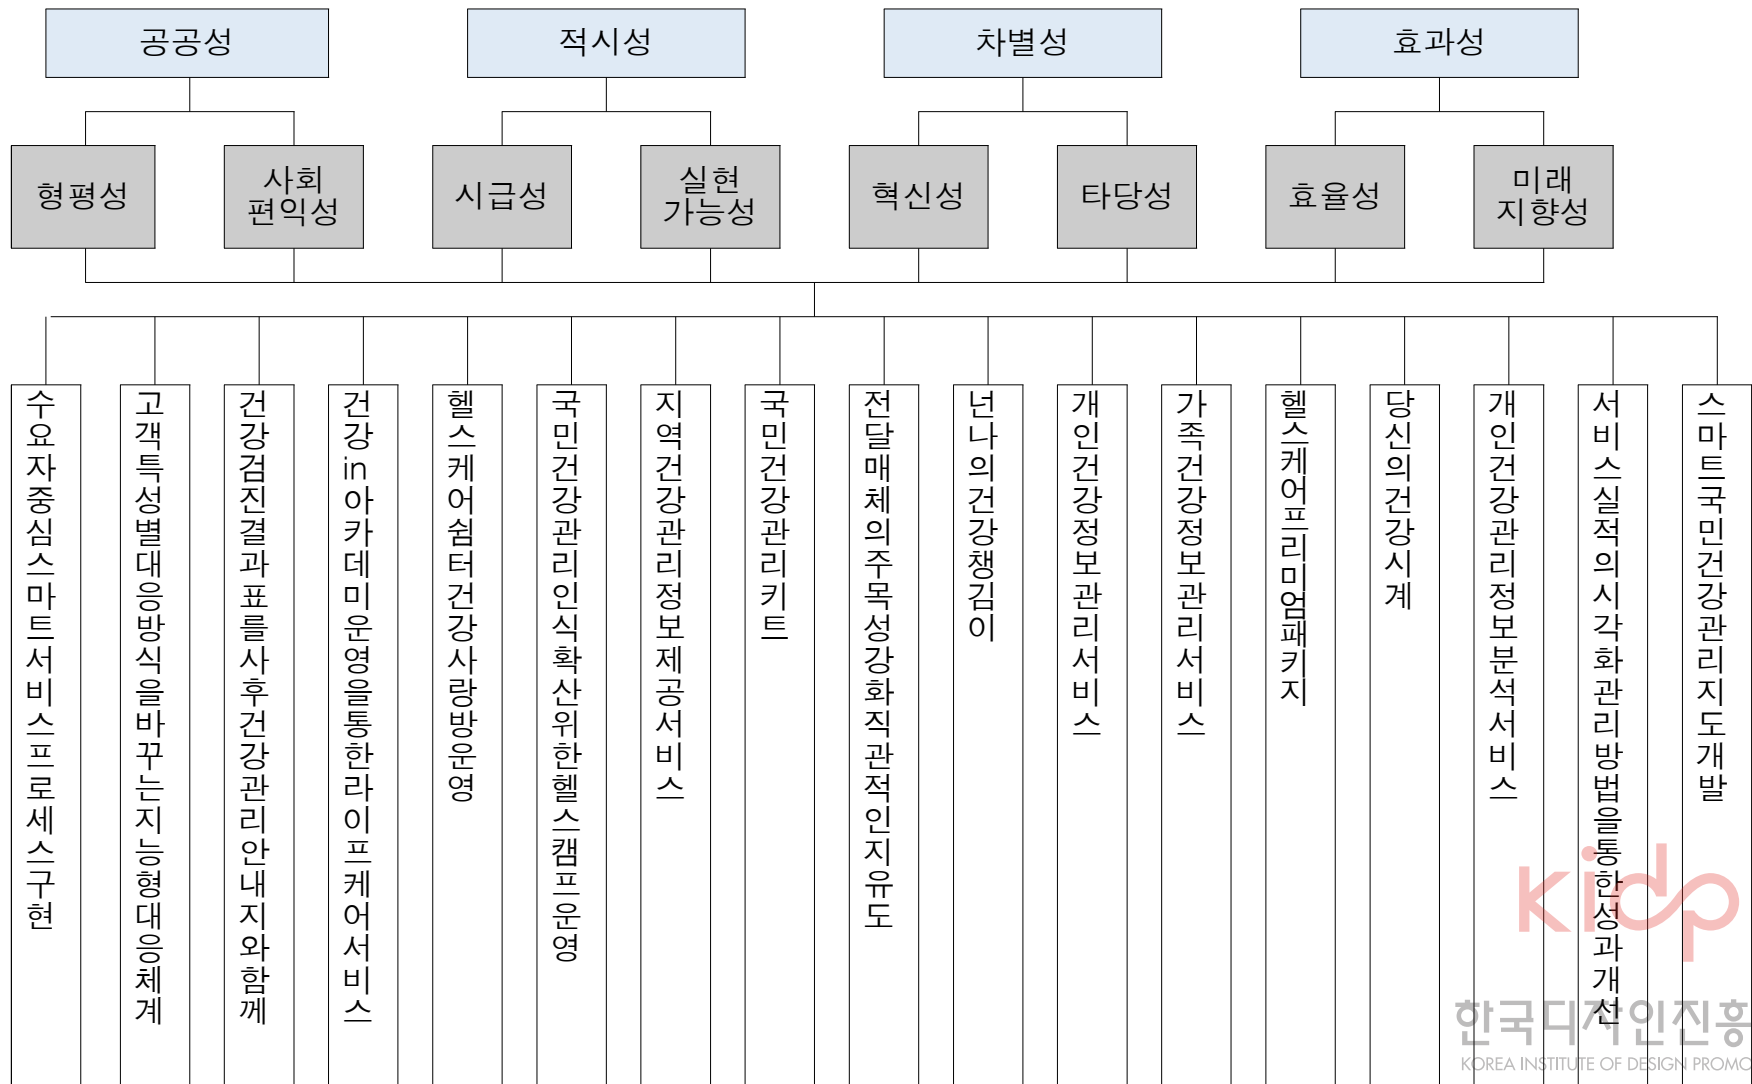 공공성
적시성
차별성
효과성
형평성
사회
편익성
시급성
실현
가능성
혁신성
타당성
효율성
미래
지향성
수요자중심스마트서비스프로세스구현
고객특성별대응방식을바꾸는지능형대응체계
건강검진결과표를사후건강관리안내지와함께
건강in아카데미운영을통한라이프케어서비스
헬스케어쉼터건강사랑방운영
국민건강관리인식확산위한헬스캠프운영
지역건강관리정보제공서비스
국민건강관리키트
전달매체의주목성강화직관적인지유도
넌나의건강챙김이
개인건강정보관리서비스
가족건강정보관리서비스
헬스케어프리미엄패키지
당신의건강시계
개인건강관리정보분석서비스
서비스실적의시각화관리방법을통한성과개선
스마트국민건강관리지도개발
kidp
한국디자인진흥
KOREA INSTITUTE OF DESIGN PROMO